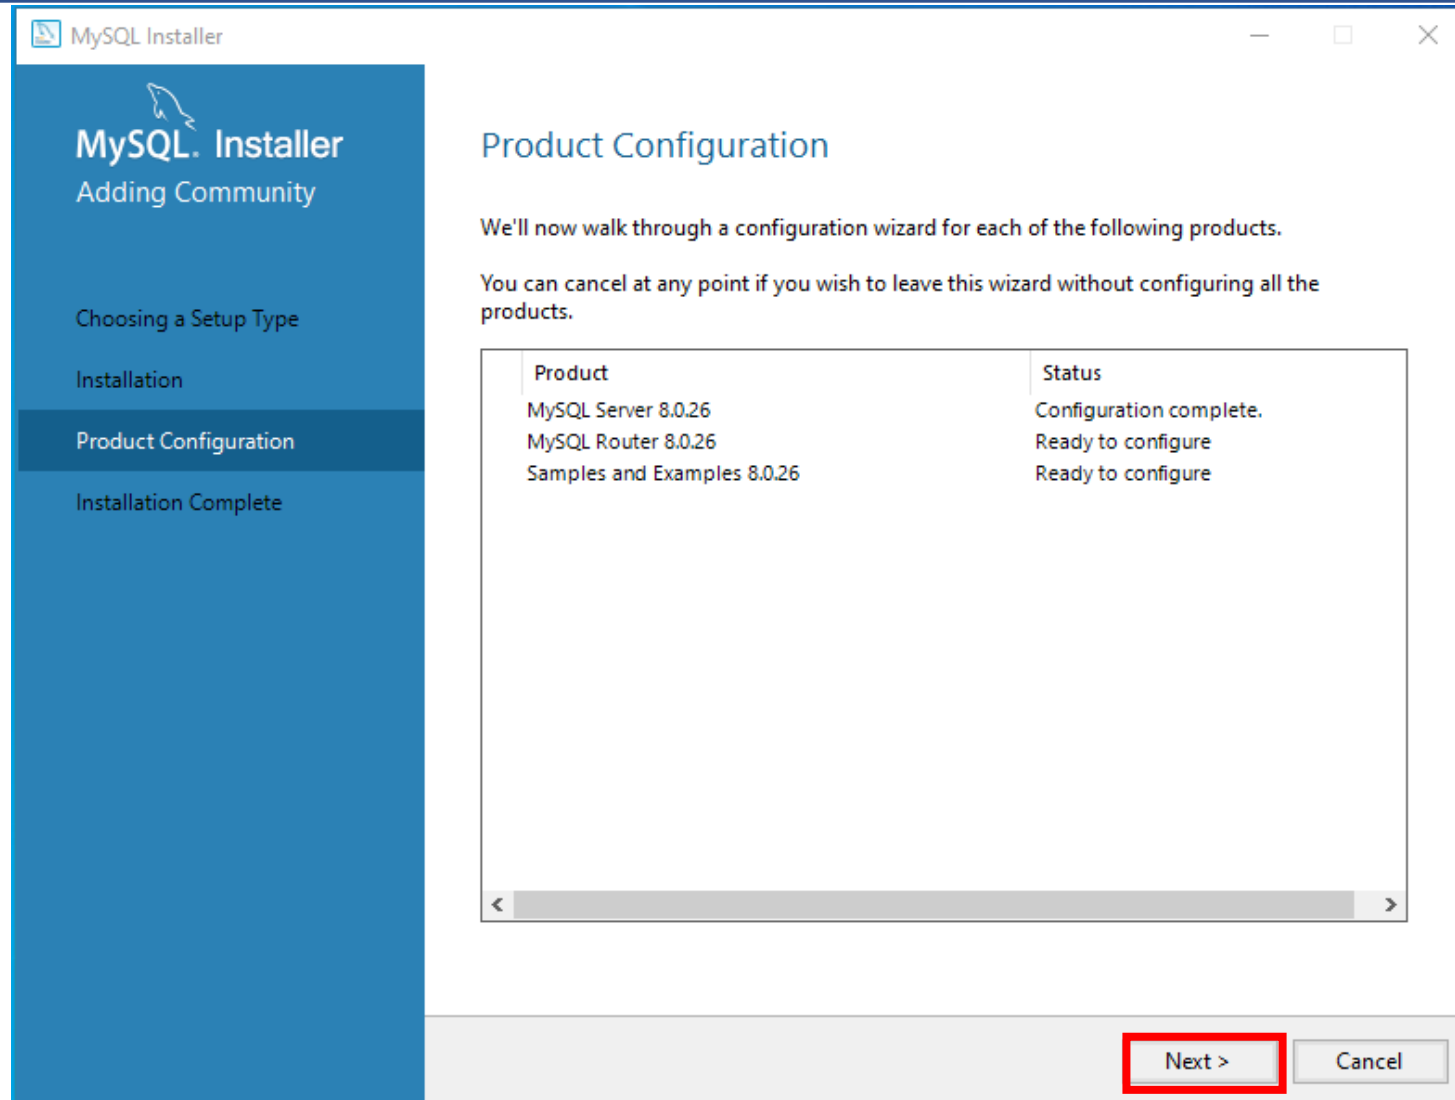 MySQL Installer
MySQL. Installer
Adding Community
Choosing a Setup Type
Installation
Product Configuration
Installation Complete
Product Configuration
We'll now walk through a configuration wizard for each of the following products.
You can cancel at any point if you wish to leave this wizard without configuring all the
products.
Product Status
MySQL Server 8.0.26 Configuration complete.
MySQL Router 8.0.26 Ready to configure
Samples and Examples 8.0.26 Ready to configure
Next > Cancel